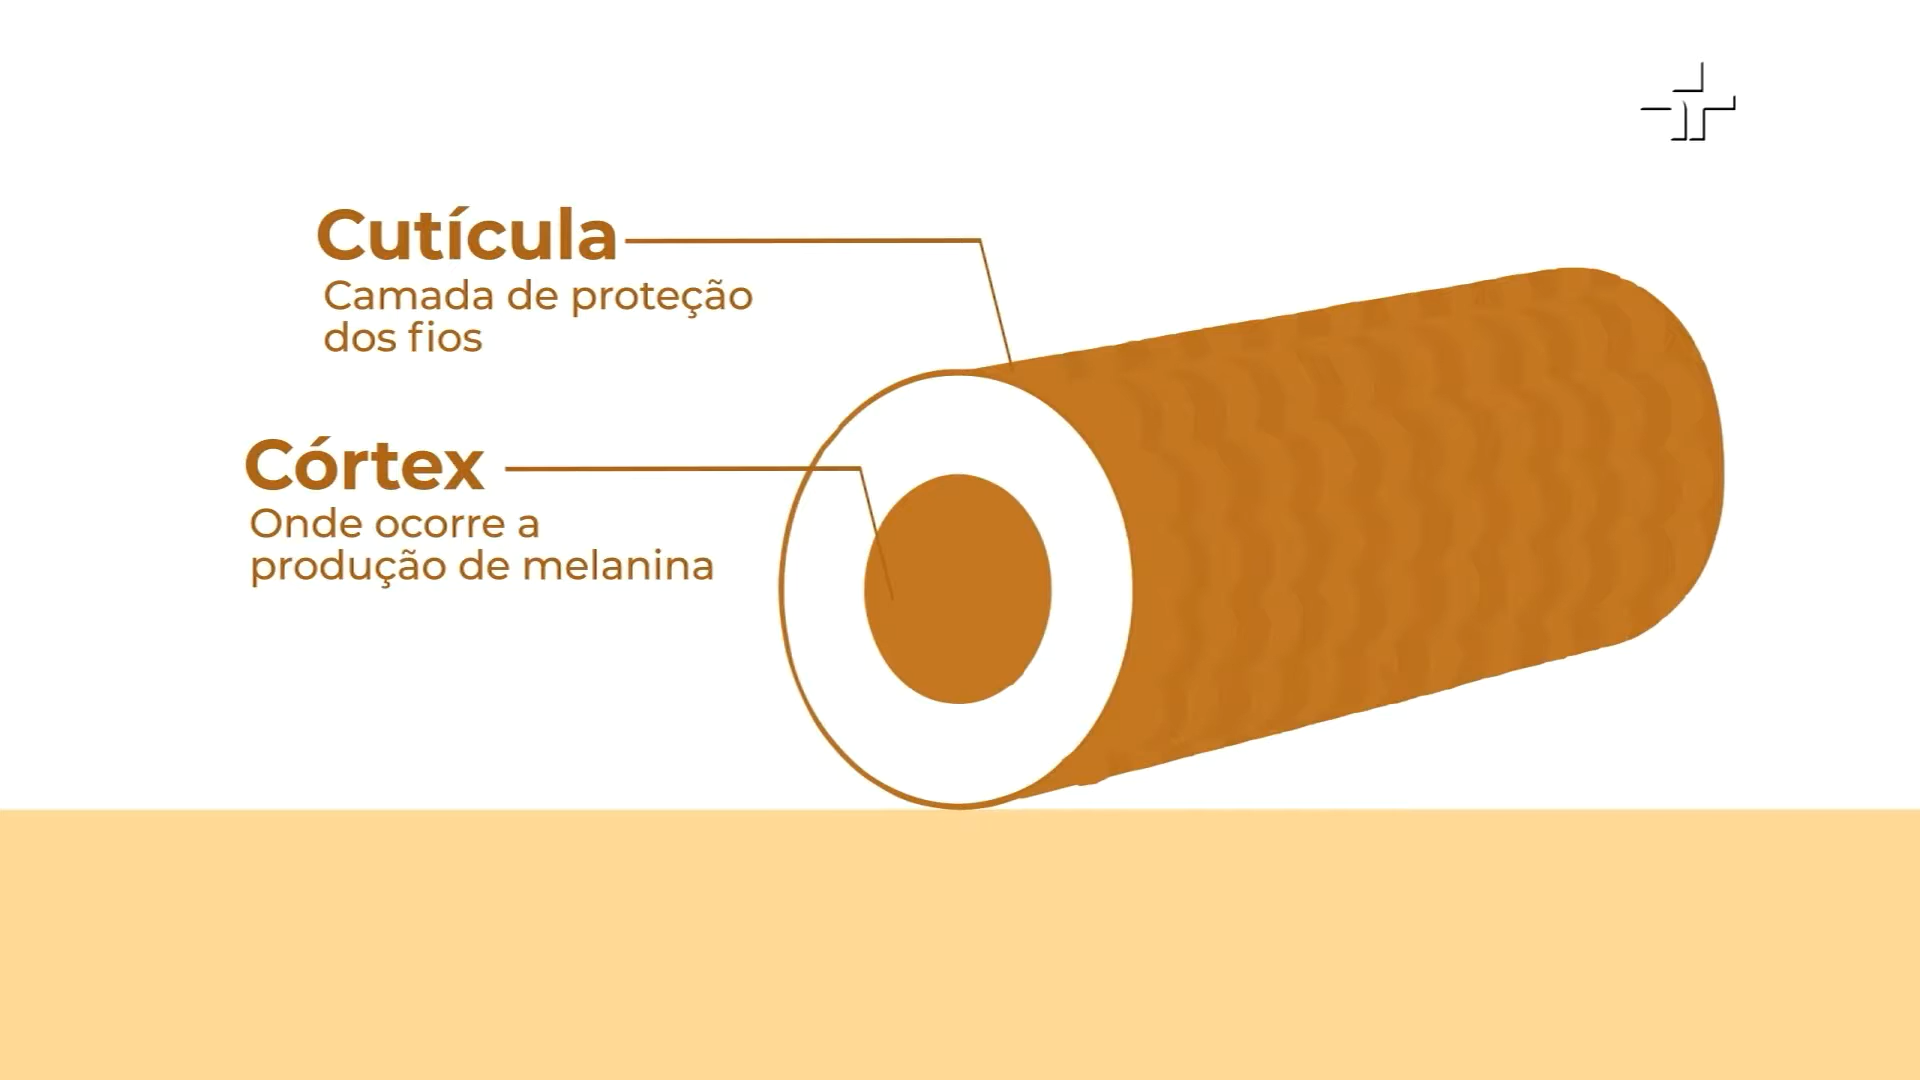 Cutícula
Camada de proteção
dos fios
Córtex
Onde ocorre a
produção de melanina